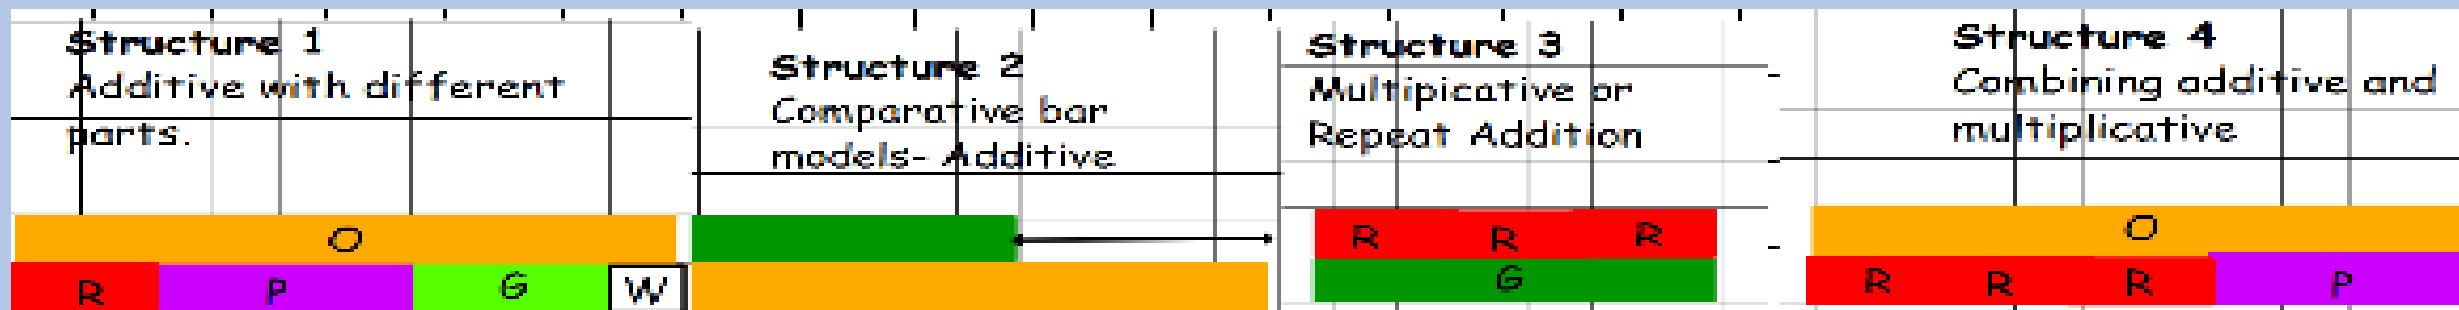 Structure 1
Additive with different
parts.
O
R P G W
Structure 2
Comparative bar
models- Additive
Structure 3
Multipicative or
Repeat Addition
R R R
G
Structure 4
Combining additive and
multiplicative
O
R R R P